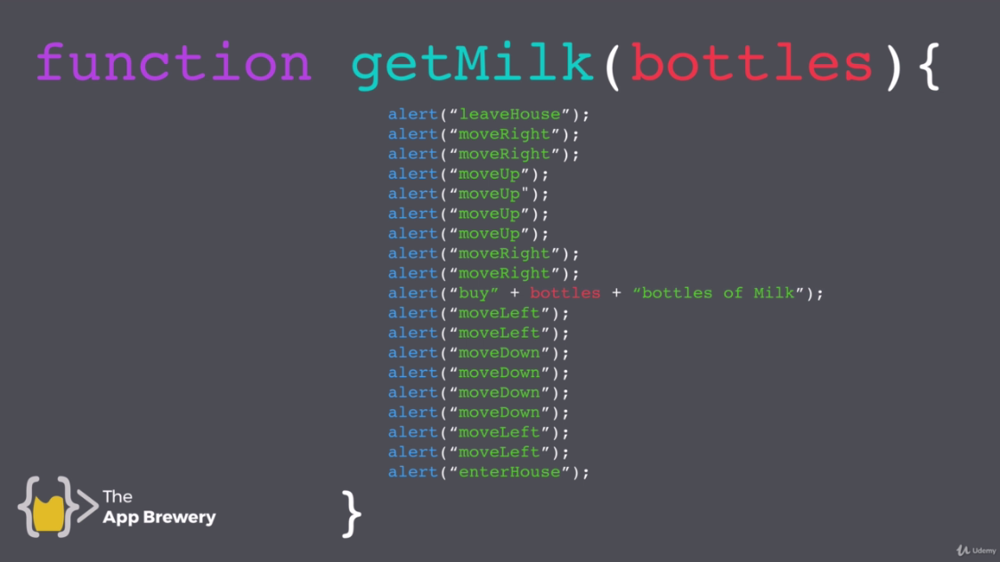 function getMilk(bottles){
alert(“leaveHouse”);
alert(“moveRight”);
alert(“moveRight”);
alert(“moveUp”);
alert(“moveUp");
alert(“moveUp”);
alert(“moveUp”);
alert(“moveRight”);
alert(“moveRight”);
alert(“buy” + bottles + “bottles of Milk”);
alert(“moveLeft”);
alert(“moveLeft”);
alert(“moveDown”);
alert(“moveDown”);
alert(“moveDown”);
alert(“moveDown”);
alert(“moveLeft”);
alert(“moveLeft”);
alert(“enterHouse”);
}
The
App Brewery
Udemy